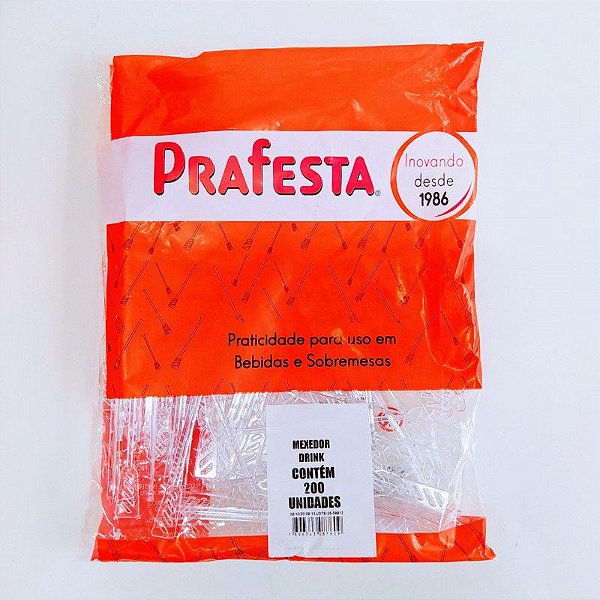 PRAFESTA®
Inovando
desde
1986
Praticidade para uso em
Bebidas e Sobremesas
MEXEDOR
DRINK
CONTÉM
200
UNIDADES